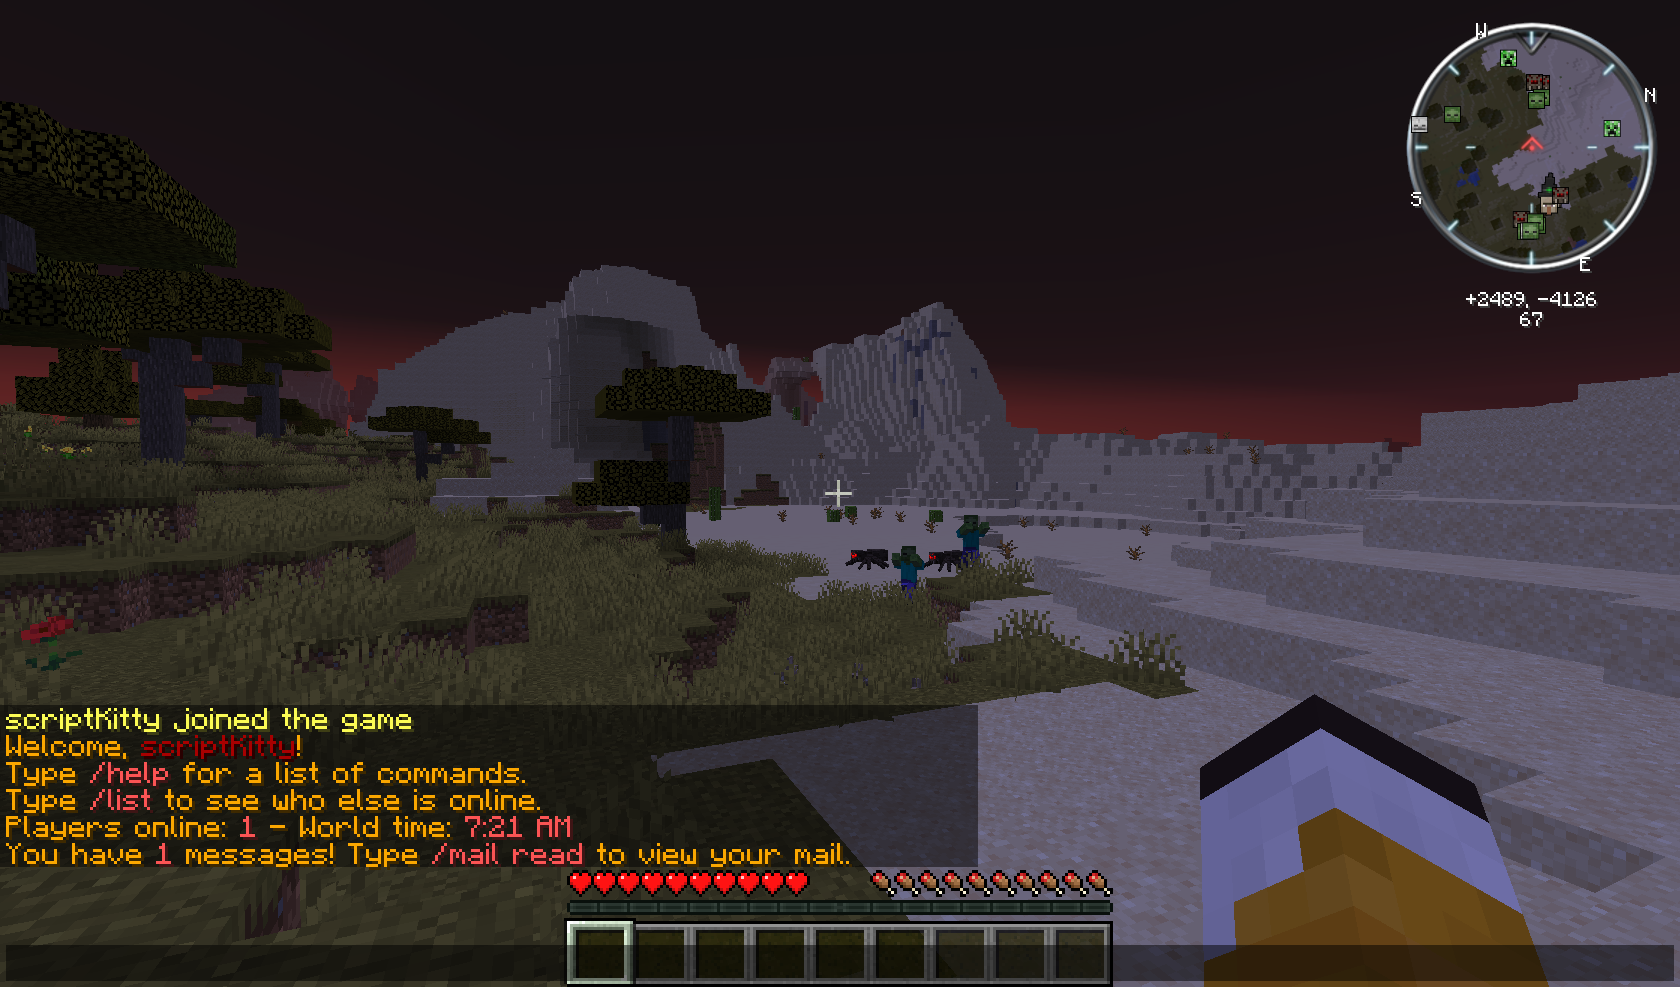 W
N
S
E
+2489, -4126
67
scriptKitty joined the game
Welcome, scriptKitty!
Type /help for a list of commands.
Type /list to see who else is online.
Players online: 1 - World time: 7:21 AM
You have 1 messages! Type /mail read to view your mail.